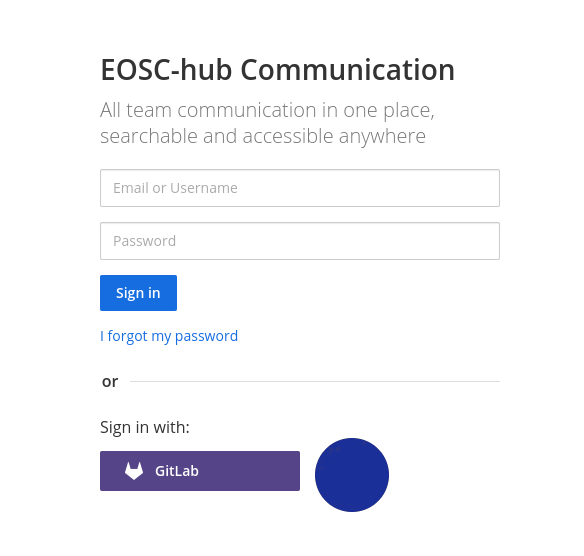 EOSC-hub Communication
All team communication in one place,
searchable and accessible anywhere
Email or Username
Password
Sign in
I forgot my password
or
Sign in with:
GitLab